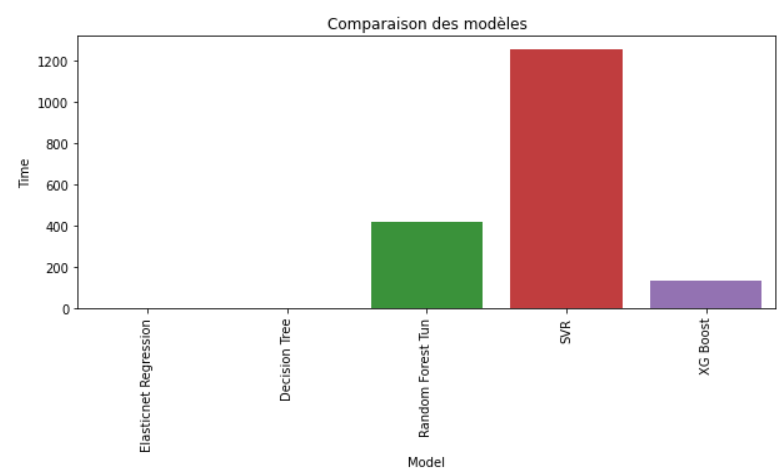 Comparaison des modèles
Time
1200
1000
800
600
400
200
0
Elasticnet Regression
Decision Tree
Random Forest Tun
SVR
XG Boost
Model